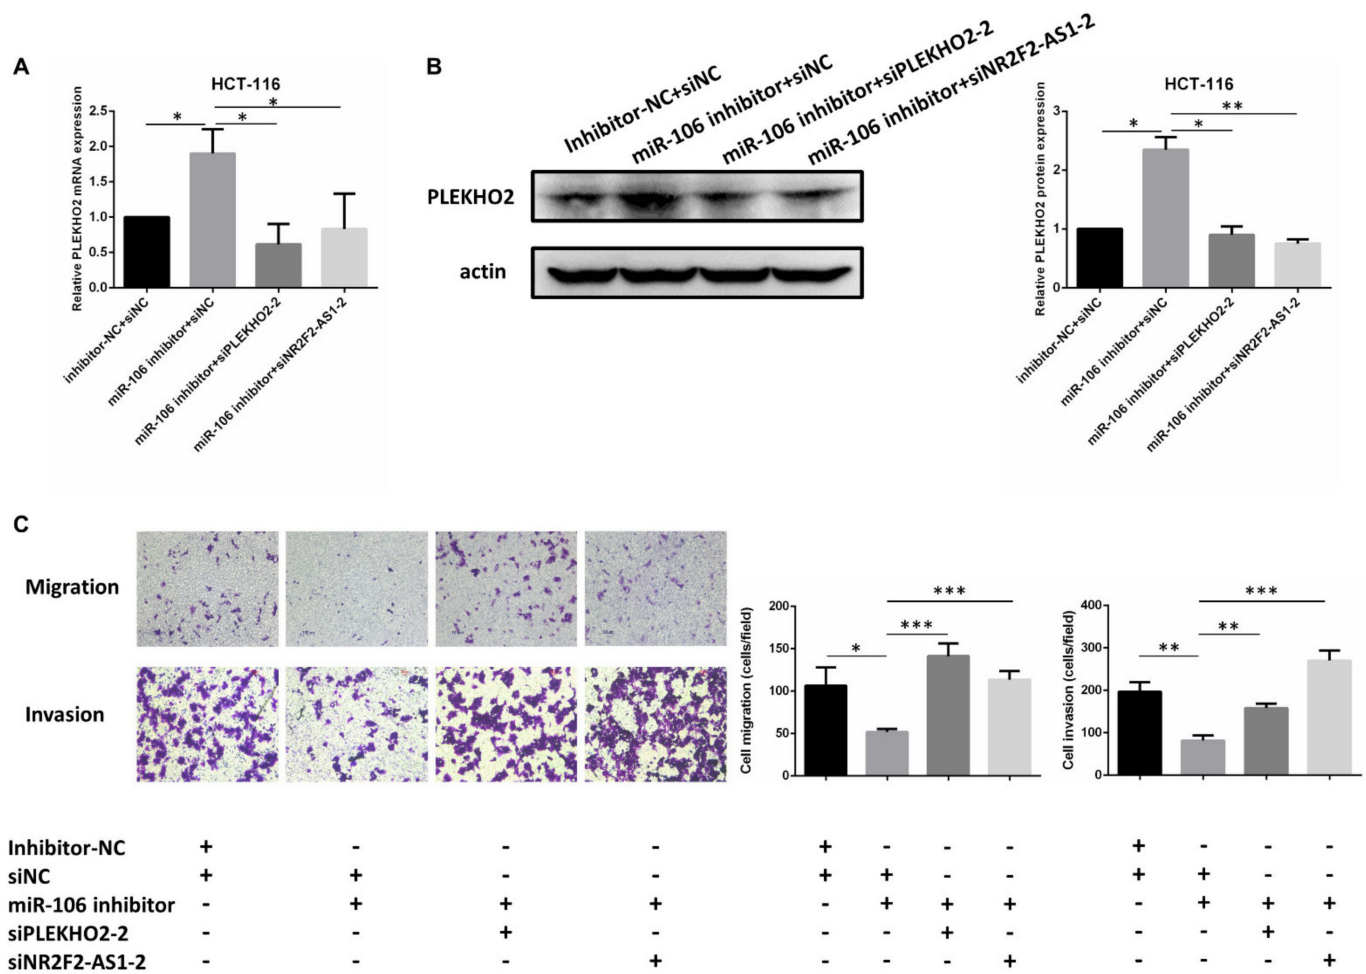 A
HCT-116
Relative PLEKHO2 mRNA expression
2.5
2.0
1.5
1.0
0.5
0.0
* * *
inhibitor-NC+siNC
miR-106 inhibitor+siNC
miR-106 inhibitor+siPLEKHO2-2
miR-106 inhibitor+siNR2F2-AS1-2
B
Inhibitor-NC+siNC
miR-106 inhibitor+siNC
miR-106 inhibitor+siPLEKHO2-2
miR-106 inhibitor+siNR2F2-AS1-2
PLEKHO2
actin
HCT-116
Relative PLEKHO2 protein expression
3
2
1
0
* * **
inhibitor-NC+siNC
miR-106 inhibitor+siNC
miR-106 inhibitor+siPLEKHO2-2
miR-106 inhibitor+siNR2F2-AS1-2
C
Migration
Invasion
Cell migration (cells/field)
200
150
100
50
0
* *** ***
Cell invasion (cells/field)
400
300
200
100
0
** ** ***
Inhibitor-NC + - - - + - - - + - - -
siNC + + - - + + - - + + - -
miR-106 inhibitor - + + + - + + + - + + +
siPLEKHO2-2 - - + - - - + - - - + -
siNR2F2-AS1-2 - - - + - - - + - - - +